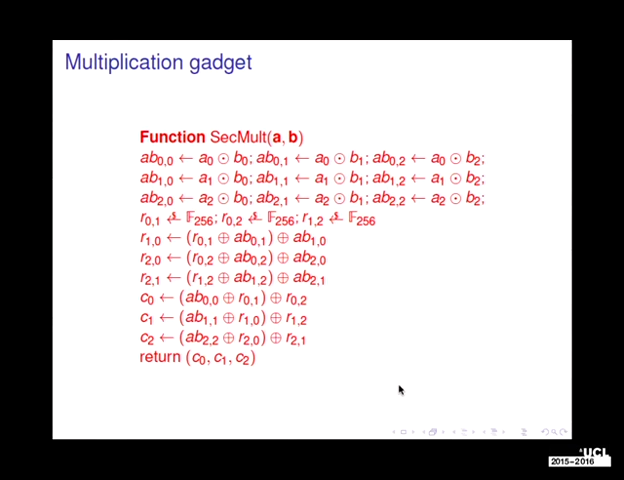 Multiplication gadget
Function SecMult(a, b)
ab0,0 ← a0 ⊙ b0; ab0,1 ← a0 ⊙ b1; ab0,2 ← a0 ⊙ b2;
ab1,0 ← a1 ⊙ b0; ab1,1 ← a1 ⊙ b1; ab1,2 ← a1 ⊙ b2;
ab2,0 ← a2 ⊙ b0; ab2,1 ← a2 ⊙ b1; ab2,2 ← a2 ⊙ b2;
r0,1 ←$ 𝔽256; r0,2 ←$ 𝔽256; r1,2 ←$ 𝔽256
r1,0 ← (r0,1 ⊕ ab0,1) ⊕ ab1,0
r2,0 ← (r0,2 ⊕ ab0,2) ⊕ ab2,0
r2,1 ← (r1,2 ⊕ ab1,2) ⊕ ab2,1
c0 ← (ab0,0 ⊕ r0,1) ⊕ r0,2
c1 ← (ab1,1 ⊕ r1,0) ⊕ r1,2
c2 ← (ab2,2 ⊕ r2,0) ⊕ r2,1
return (c0, c1, c2)
UCL
2015–2016